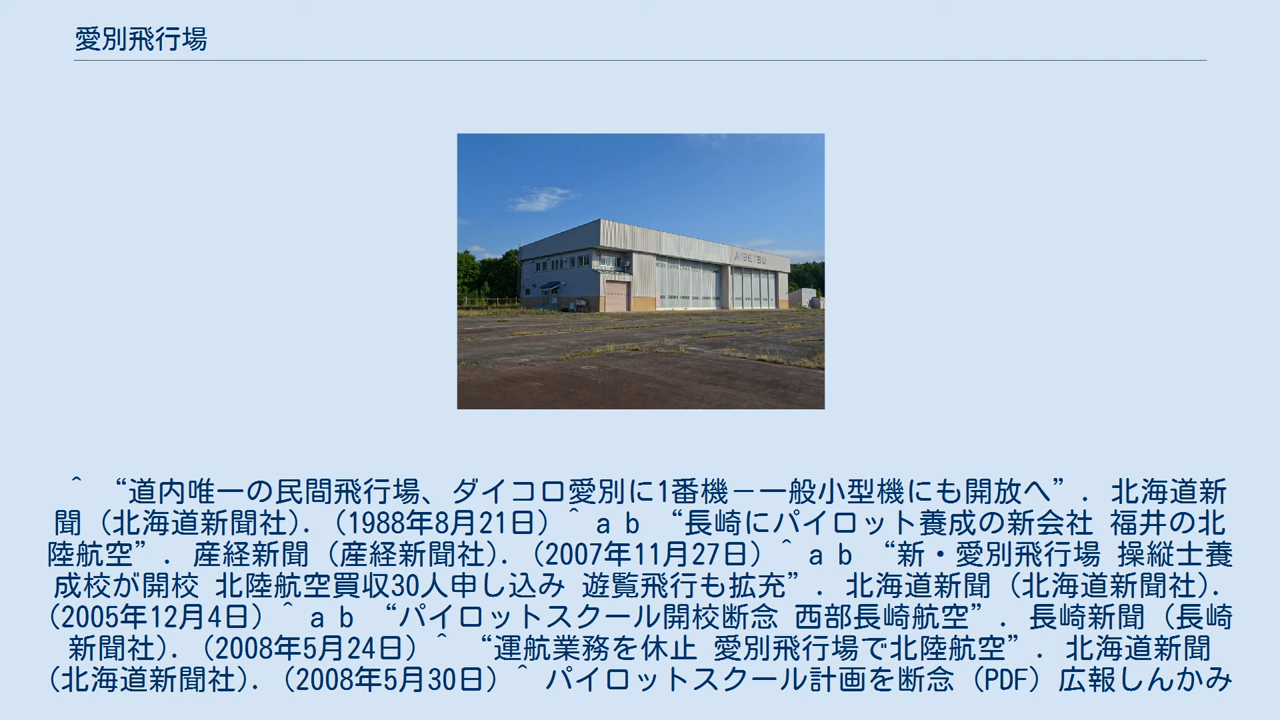 愛別飛行場
AIBETSU
^ “道内唯一の民間飛行場、ダイコロ愛別に1番機－一般小型機にも開放へ”. 北海道新
聞 (北海道新聞社). (1988年8月21日) ^ a b “長崎にパイロット養成の新会社 福井の北
陸航空”. 産経新聞 (産経新聞社). (2007年11月27日) ^ a b “新・愛別飛行場 操縦士養
成校が開校 北陸航空買収30人申し込み 遊覧飛行も拡充”. 北海道新聞 (北海道新聞社).
(2005年12月4日) ^ a b “パイロットスクール開校断念 西部長崎航空”. 長崎新聞 (長崎
新聞社). (2008年5月24日) ^ “運航業務を休止 愛別飛行場で北陸航空”. 北海道新聞
(北海道新聞社). (2008年5月30日) ^ パイロットスクール計画を断念 (PDF) 広報しんかみ